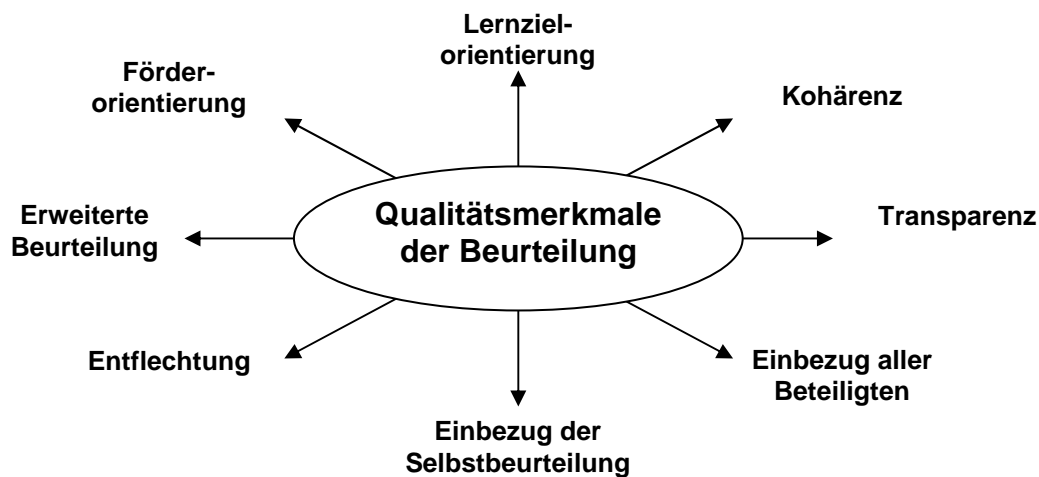 Lernziel-
orientierung
Förder-
orientierung
Kohärenz
Qualitätsmerkmale
der Beurteilung
Erweiterte
Beurteilung
Transparenz
Entflechtung
Einbezug aller
Beteiligten
Einbezug der
Selbstbeurteilung